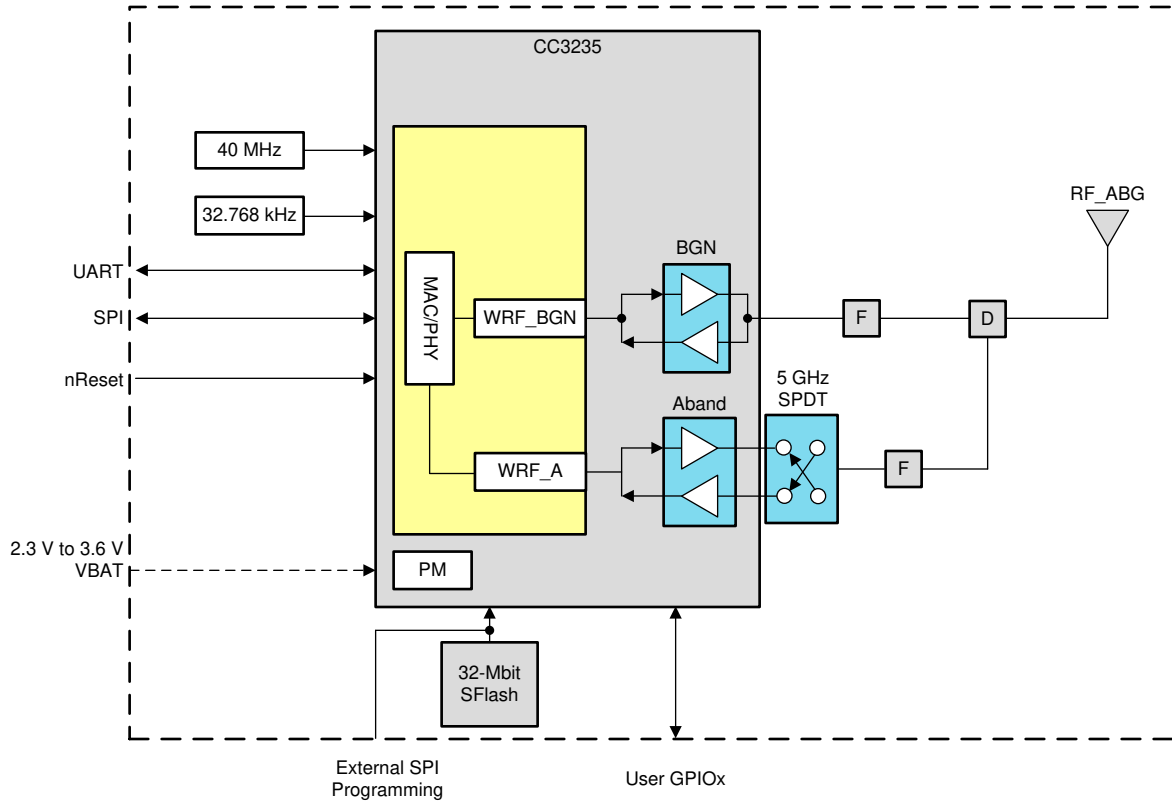 CC3235
40 MHz
32.768 kHz
RF_ABG
BGN
UART
MAC/PHY
SPI
WRF_BGN
F
D
nReset
5 GHz
SPDT
Aband
WRF_A
F
2.3 V to 3.6 V
VBAT
PM
32-Mbit
SFlash
External SPI
Programming
User GPIOx